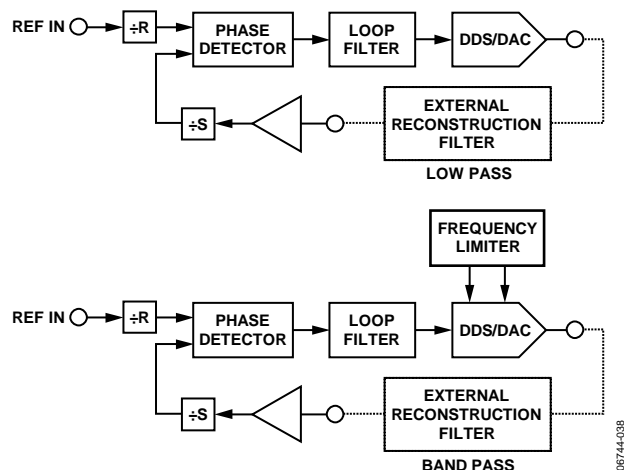 REF IN
÷R
PHASE
DETECTOR
LOOP
FILTER
DDS/DAC
÷S
EXTERNAL
RECONSTRUCTION
FILTER
LOW PASS
FREQUENCY
LIMITER
REF IN
÷R
PHASE
DETECTOR
LOOP
FILTER
DDS/DAC
÷S
EXTERNAL
RECONSTRUCTION
FILTER
BAND PASS
06744-038